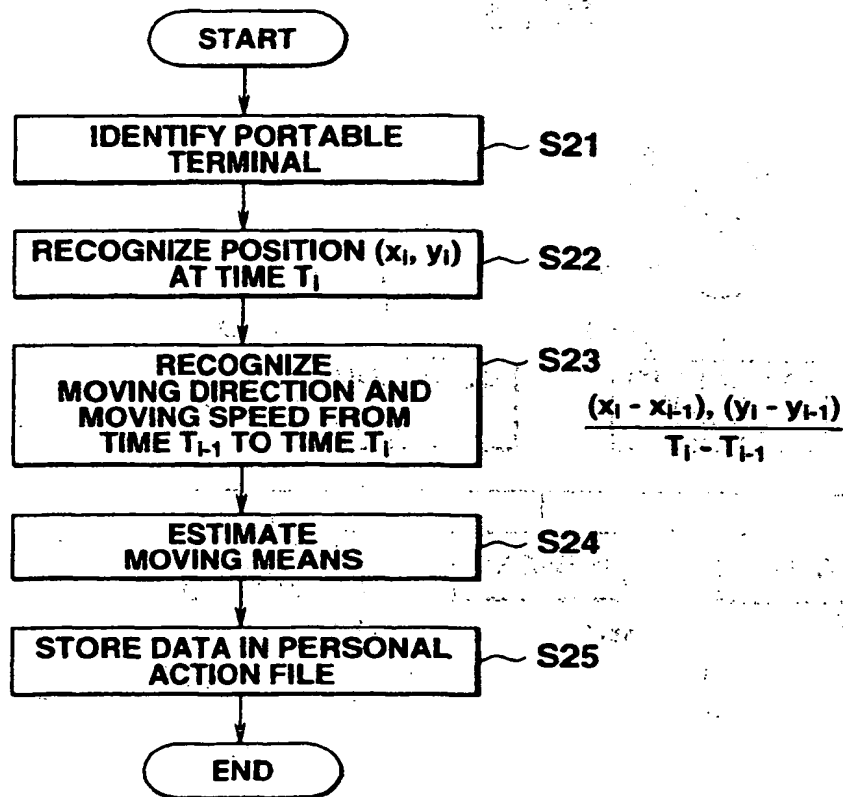 START
IDENTIFY PORTABLE
TERMINAL
S21
RECOGNIZE POSITION (xi, yi)
AT TIME Ti
S22
RECOGNIZE
MOVING DIRECTION AND
MOVING SPEED FROM
TIME Ti-1 TO TIME Ti
S23
(xi - xi-1), (yi - yi-1)
Ti - Ti-1
ESTIMATE
MOVING MEANS
S24
STORE DATA IN PERSONAL
ACTION FILE
S25
END